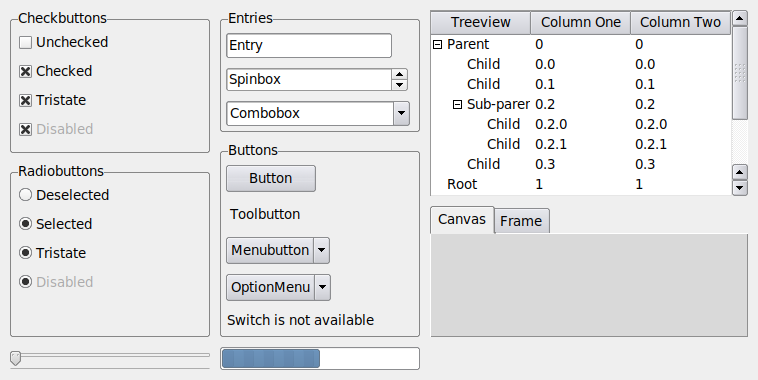 Checkbuttons
Unchecked
Checked
Tristate
Disabled
Radiobuttons
Deselected
Selected
Tristate
Disabled
Entries
Entry
Spinbox
Combobox
Buttons
Button
Toolbutton
Menubutton
OptionMenu
Switch is not available
Treeview Column One Column Two
Parent 0 0
Child 0.0 0.0
Child 0.1 0.1
Sub-parer 0.2 0.2
Child 0.2.0 0.2.0
Child 0.2.1 0.2.1
Child 0.3 0.3
Root 1 1
Canvas Frame